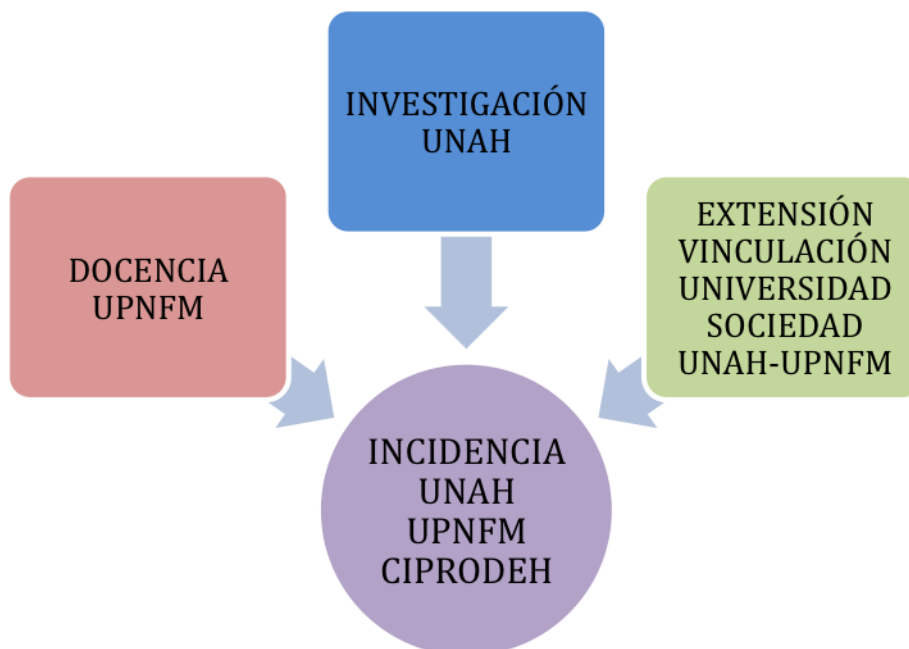 INVESTIGACIÓN
UNAH
DOCENCIA
UPNFM
EXTENSIÓN
VINCULACIÓN
UNIVERSIDAD
SOCIEDAD
UNAH-UPNFM
INCIDENCIA
UNAH
UPNFM
CIPRODEH